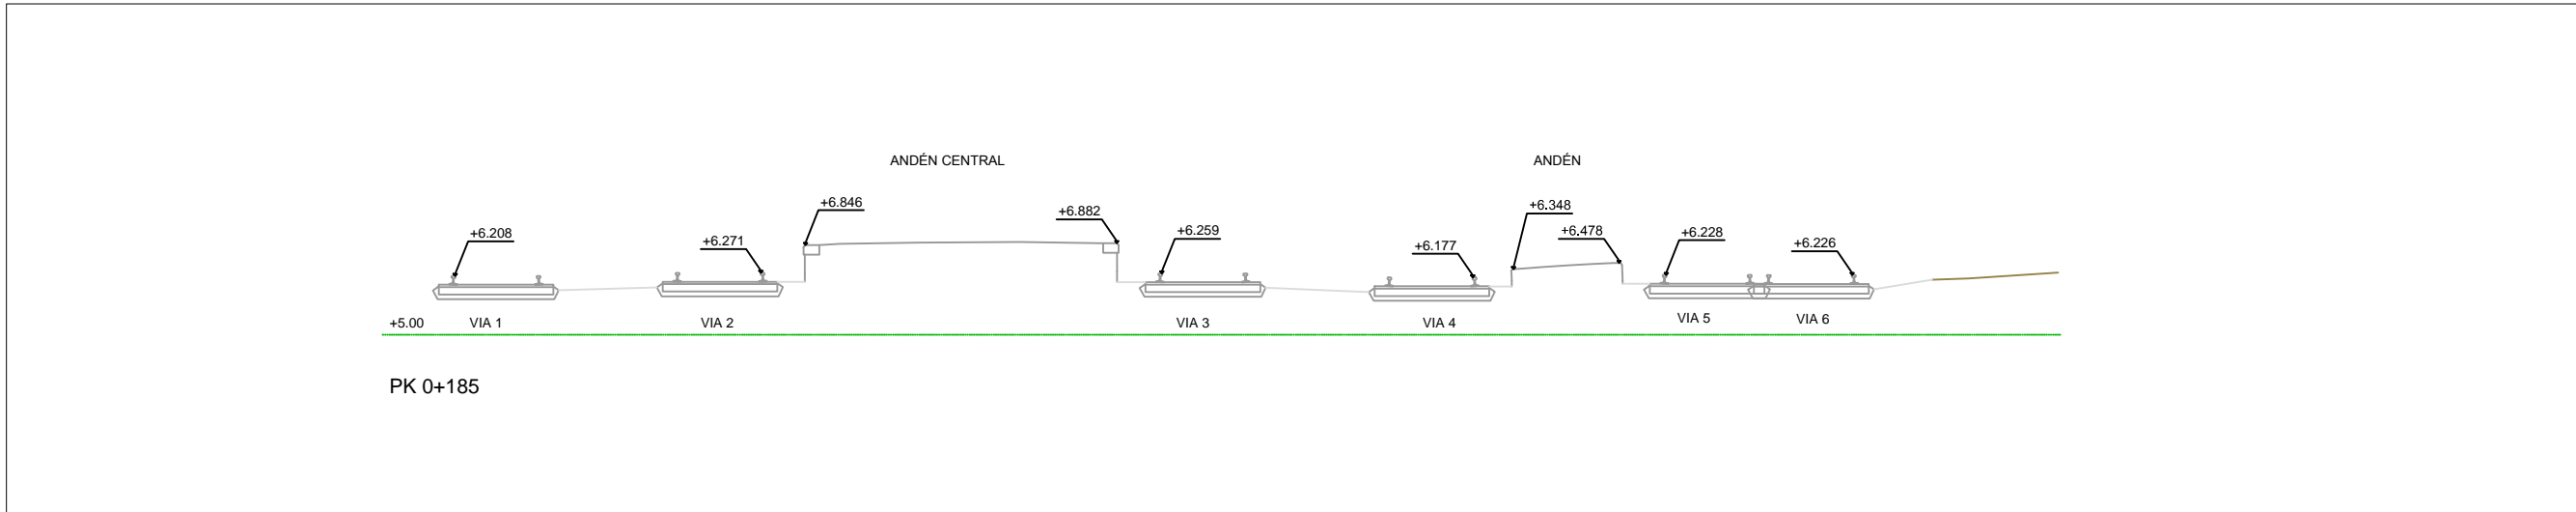 ANDÉN CENTRAL
ANDÉN
+6.846
+6.882
+6.348
+6.208
+6.271
+6.259
+6.177
+6.478
+6.228
+6.226
+5.00
VIA 1
VIA 2
VIA 3
VIA 4
VIA 5
VIA 6
PK 0+185